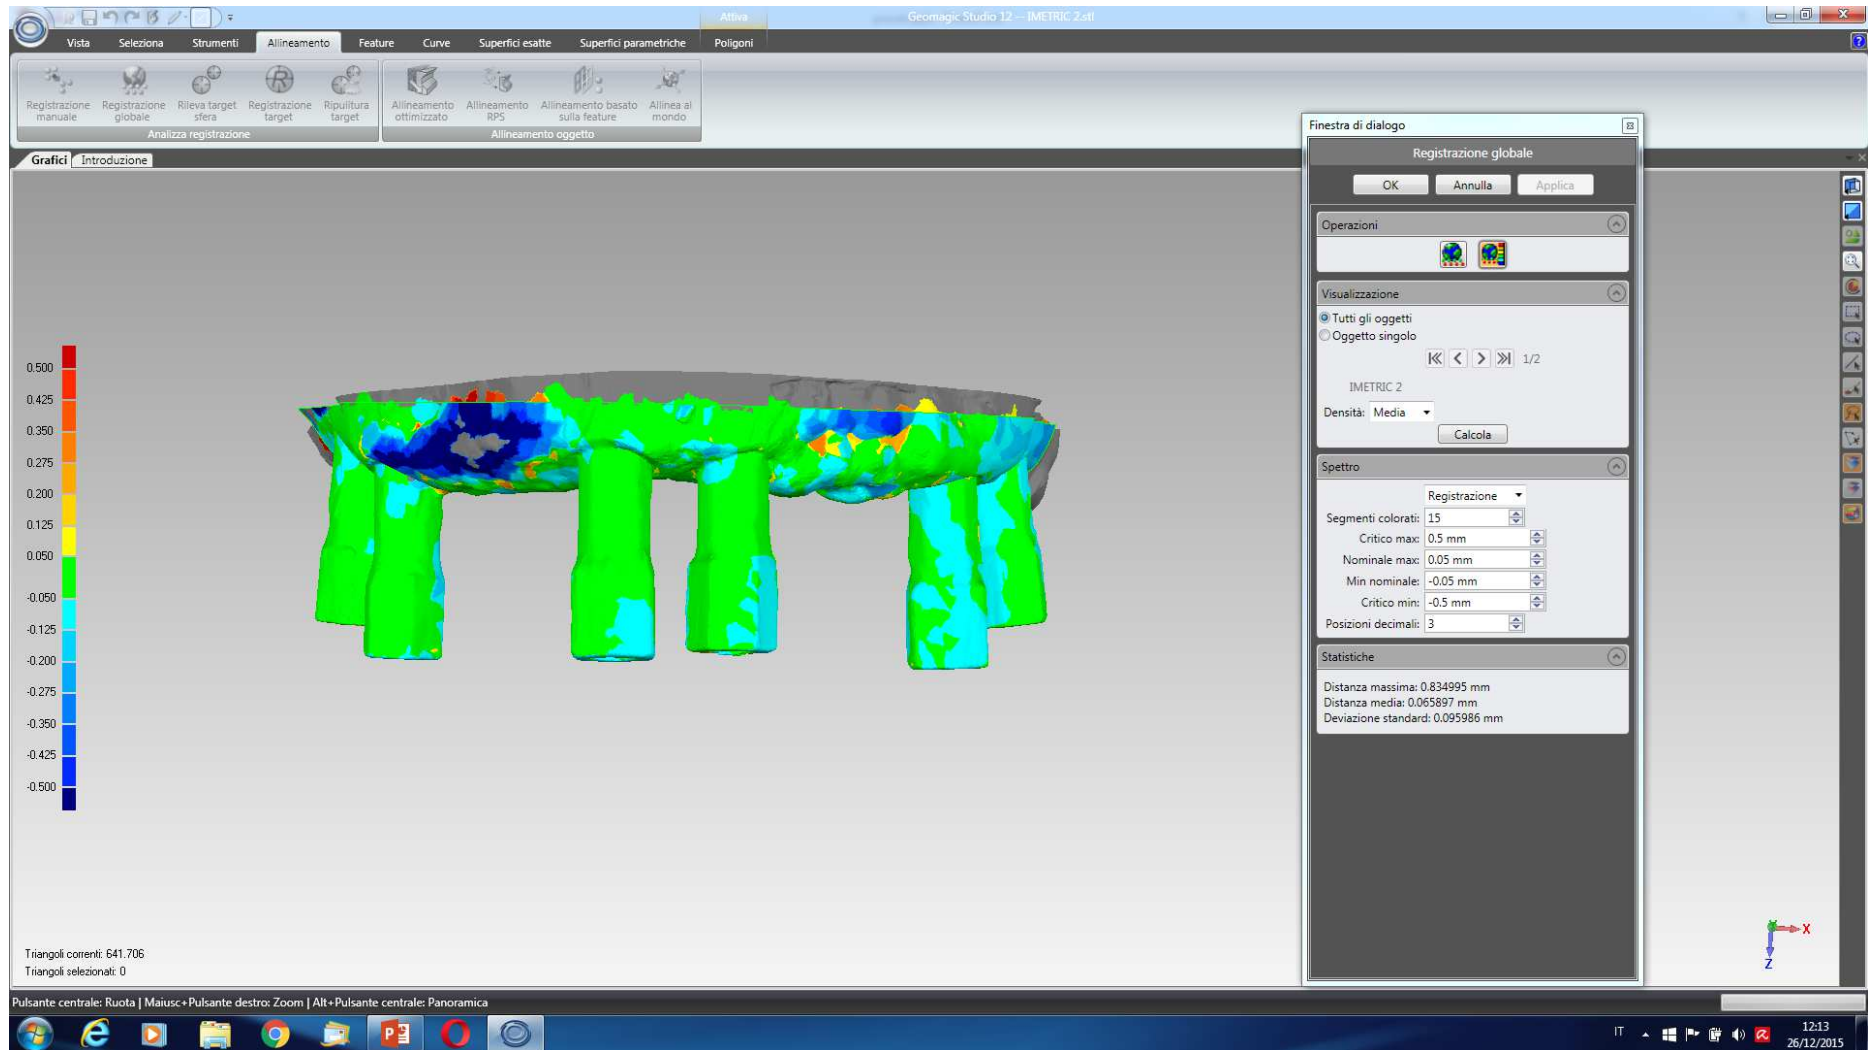 Attiva
Geomagic Studio 12 -- IMETRIC 2.stl
Vista Seleziona Strumenti Allineamento Feature Curve Superfici esatte Superfici parametriche Poligoni
Registrazione manuale
Registrazione globale
Rileva target sfera
Registrazione target
Ripulitura target
Allineamento ottimizzato
Allineamento RPS
Allineamento basato sulla feature
Allinea al mondo
Analizza registrazione
Allineamento oggetto
Grafici Introduzione
0.500
0.425
0.350
0.275
0.200
0.125
0.050
-0.050
-0.125
-0.200
-0.275
-0.350
-0.425
-0.500
Finestra di dialogo
Registrazione globale
OK Annulla Applica
Operazioni
Visualizzazione
Tutti gli oggetti
Oggetto singolo
1/2
IMETRIC 2
Densità: Media
Calcola
Spettro
Registrazione
Segmenti colorati: 15
Critico max: 0.5 mm
Nominale max: 0.05 mm
Min nominale: -0.05 mm
Critico min: -0.5 mm
Posizioni decimali: 3
Statistiche
Distanza massima: 0.834995 mm
Distanza media: 0.065897 mm
Deviazione standard: 0.095986 mm
X
Z
Triangoli correnti: 641.706
Triangoli selezionati: 0
Pulsante centrale: Ruota | Maiusc+Pulsante destro: Zoom | Alt+Pulsante centrale: Panoramica
IT
12:13
26/12/2015